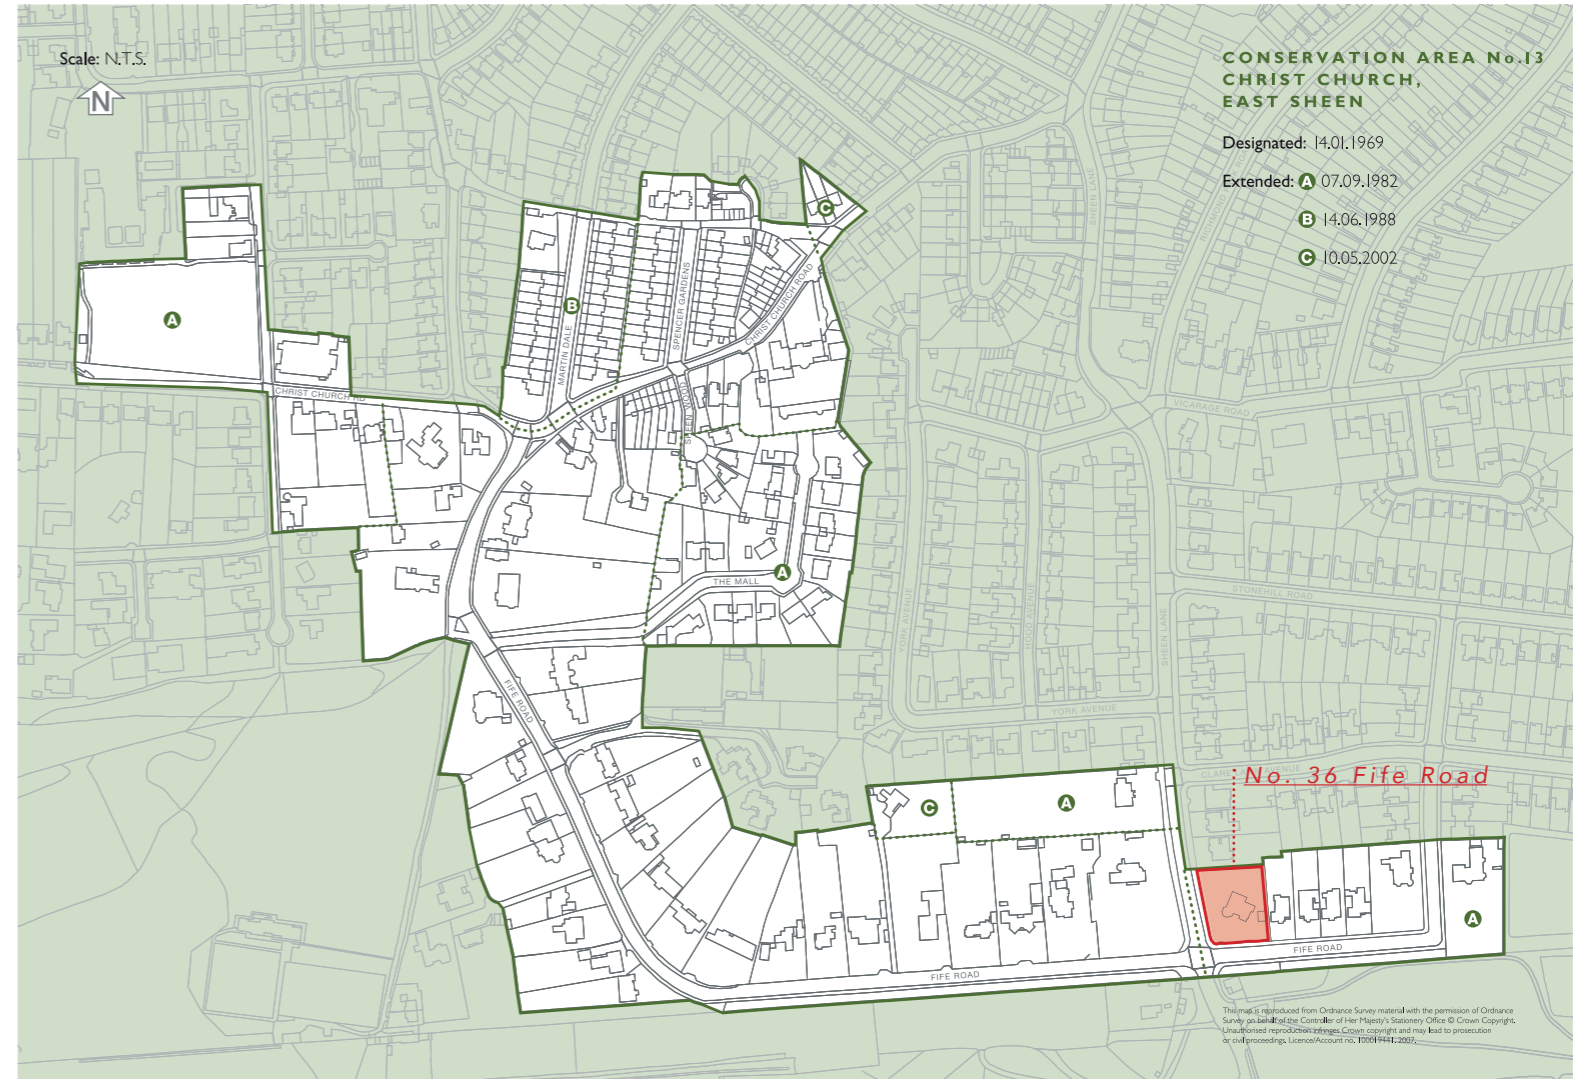 Scale: N.T.S.
N
CONSERVATION AREA No.13
CHRIST CHURCH,
EAST SHEEN
Designated: 14.01.1969
Extended: A 07.09.1982
B 14.06.1988
C 10.05.2002
C
A
B
MARTIN DALE
SPENCER GARDENS
CHRIST CHURCH ROAD
CHRIST CHURCH RD
SHEEN WOOD
SHEEN LANE
VICARAGE ROAD
THE MALL
A
YORK AVENUE
HOOD AVENUE
SHEEN LANE
STONEHILL ROAD
FIFE ROAD
YORK AVENUE
No. 36 Fife Road
C
A
A
FIFE ROAD
FIFE ROAD
This map is reproduced from Ordnance Survey material with the permission of Ordnance
Survey on behalf of the Controller of Her Majesty's Stationery Office © Crown Copyright.
Unauthorised reproduction infringes Crown copyright and may lead to prosecution
or civil proceedings. Licence/Account no. 100019441. 2007.